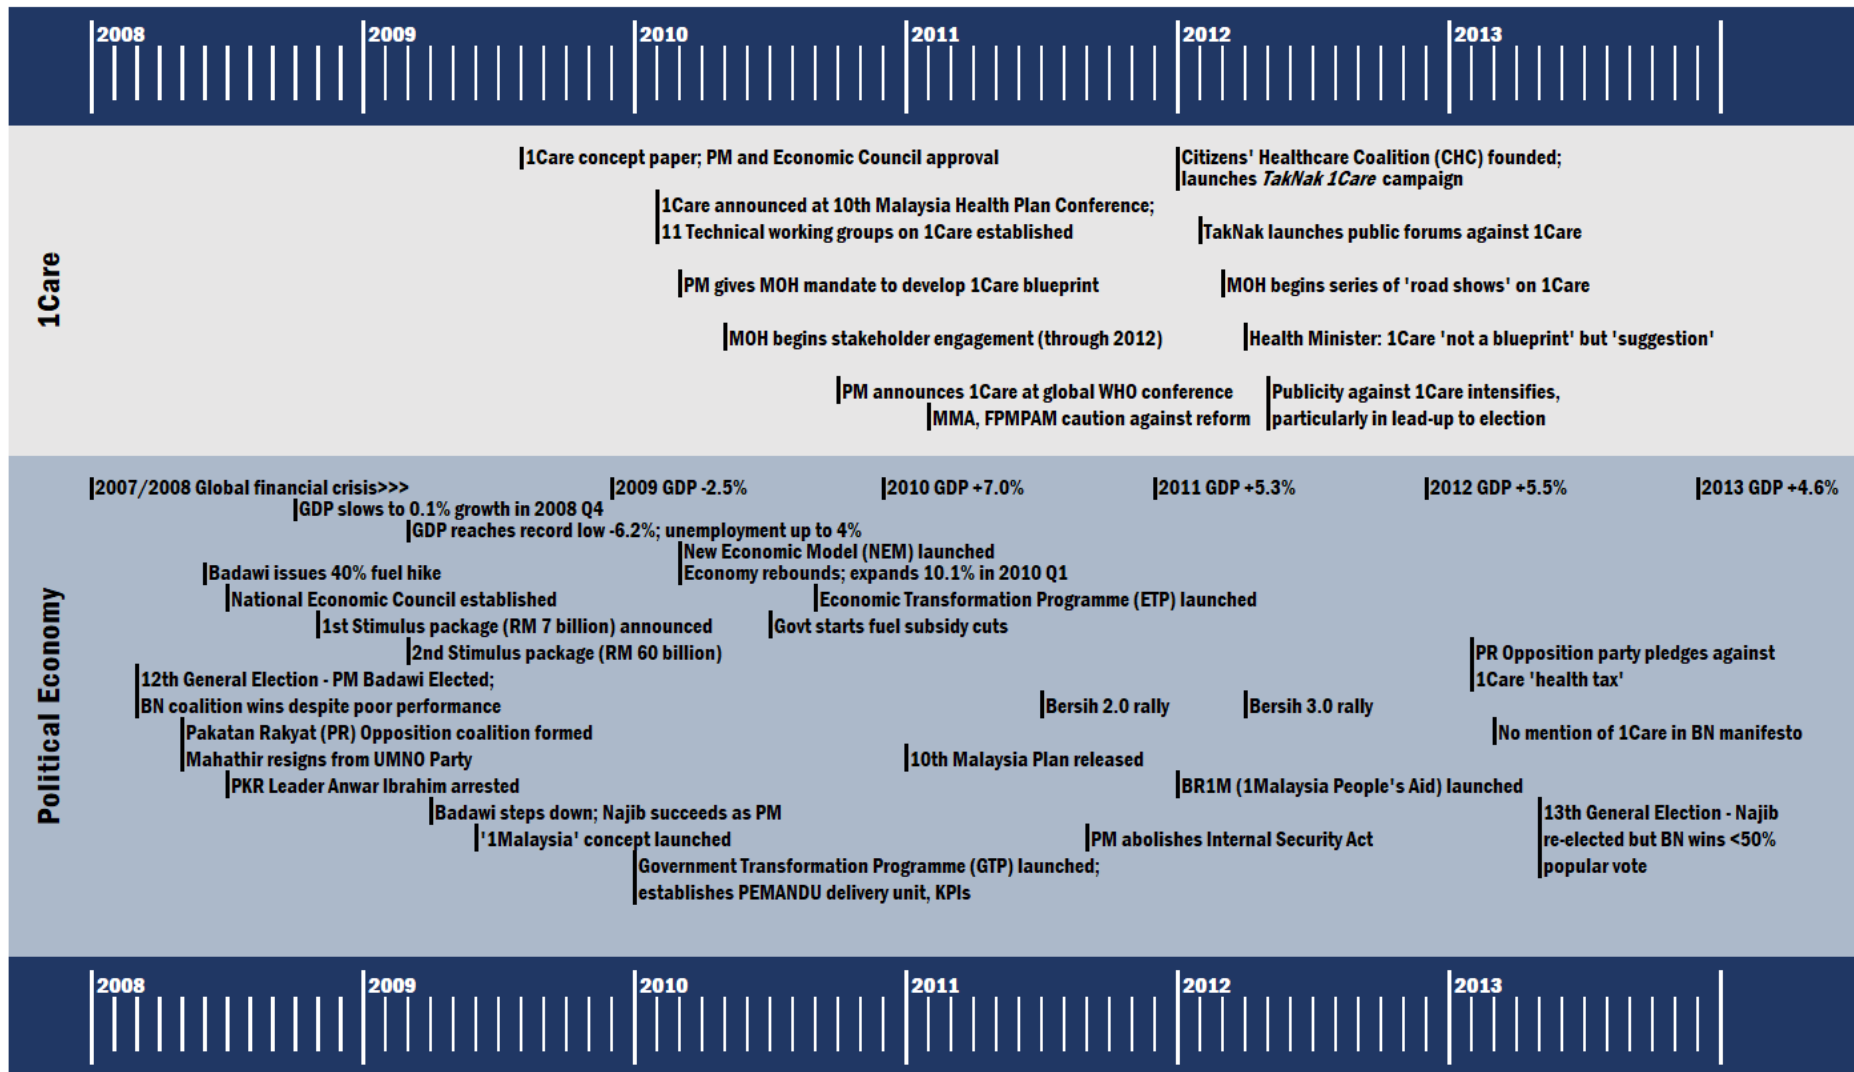 2008
2009
2010
2011
2012
2013
1Care
1Care concept paper; PM and Economic Council approval
1Care announced at 10th Malaysia Health Plan Conference;
11 Technical working groups on 1Care established
PM gives MOH mandate to develop 1Care blueprint
MOH begins stakeholder engagement (through 2012)
PM announces 1Care at global WHO conference
MMA, FPMPAM caution against reform
Citizens' Healthcare Coalition (CHC) founded;
launches TakNak 1Care campaign
TakNak launches public forums against 1Care
MOH begins series of 'road shows' on 1Care
Health Minister: 1Care 'not a blueprint' but 'suggestion'
Publicity against 1Care intensifies,
particularly in lead-up to election
Political Economy
2007/2008 Global financial crisis>>>
2009 GDP -2.5%
2010 GDP +7.0%
2011 GDP +5.3%
2012 GDP +5.5%
2013 GDP +4.6%
GDP slows to 0.1% growth in 2008 Q4
GDP reaches record low -6.2%; unemployment up to 4%
New Economic Model (NEM) launched
Economy rebounds; expands 10.1% in 2010 Q1
Badawi issues 40% fuel hike
National Economic Council established
Economic Transformation Programme (ETP) launched
1st Stimulus package (RM 7 billion) announced
Govt starts fuel subsidy cuts
2nd Stimulus package (RM 60 billion)
PR Opposition party pledges against
1Care 'health tax'
12th General Election - PM Badawi Elected;
BN coalition wins despite poor performance
Bersih 2.0 rally
Bersih 3.0 rally
Pakatan Rakyat (PR) Opposition coalition formed
Mahathir resigns from UMNO Party
No mention of 1Care in BN manifesto
10th Malaysia Plan released
PKR Leader Anwar Ibrahim arrested
BR1M (1Malaysia People's Aid) launched
Badawi steps down; Najib succeeds as PM
13th General Election - Najib
re-elected but BN wins <50%
popular vote
'1Malaysia' concept launched
PM abolishes Internal Security Act
Government Transformation Programme (GTP) launched;
establishes PEMANDU delivery unit, KPIs
2008
2009
2010
2011
2012
2013